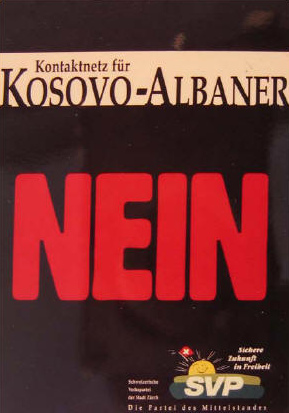 Kontaktnetz für
KOSOVO-ALBANER
NEIN
Sichere
Zukunft
in Freiheit
Schweizerische
Volkspartei
der Stadt Zürich
SVP
Die Partei des Mittelstandes